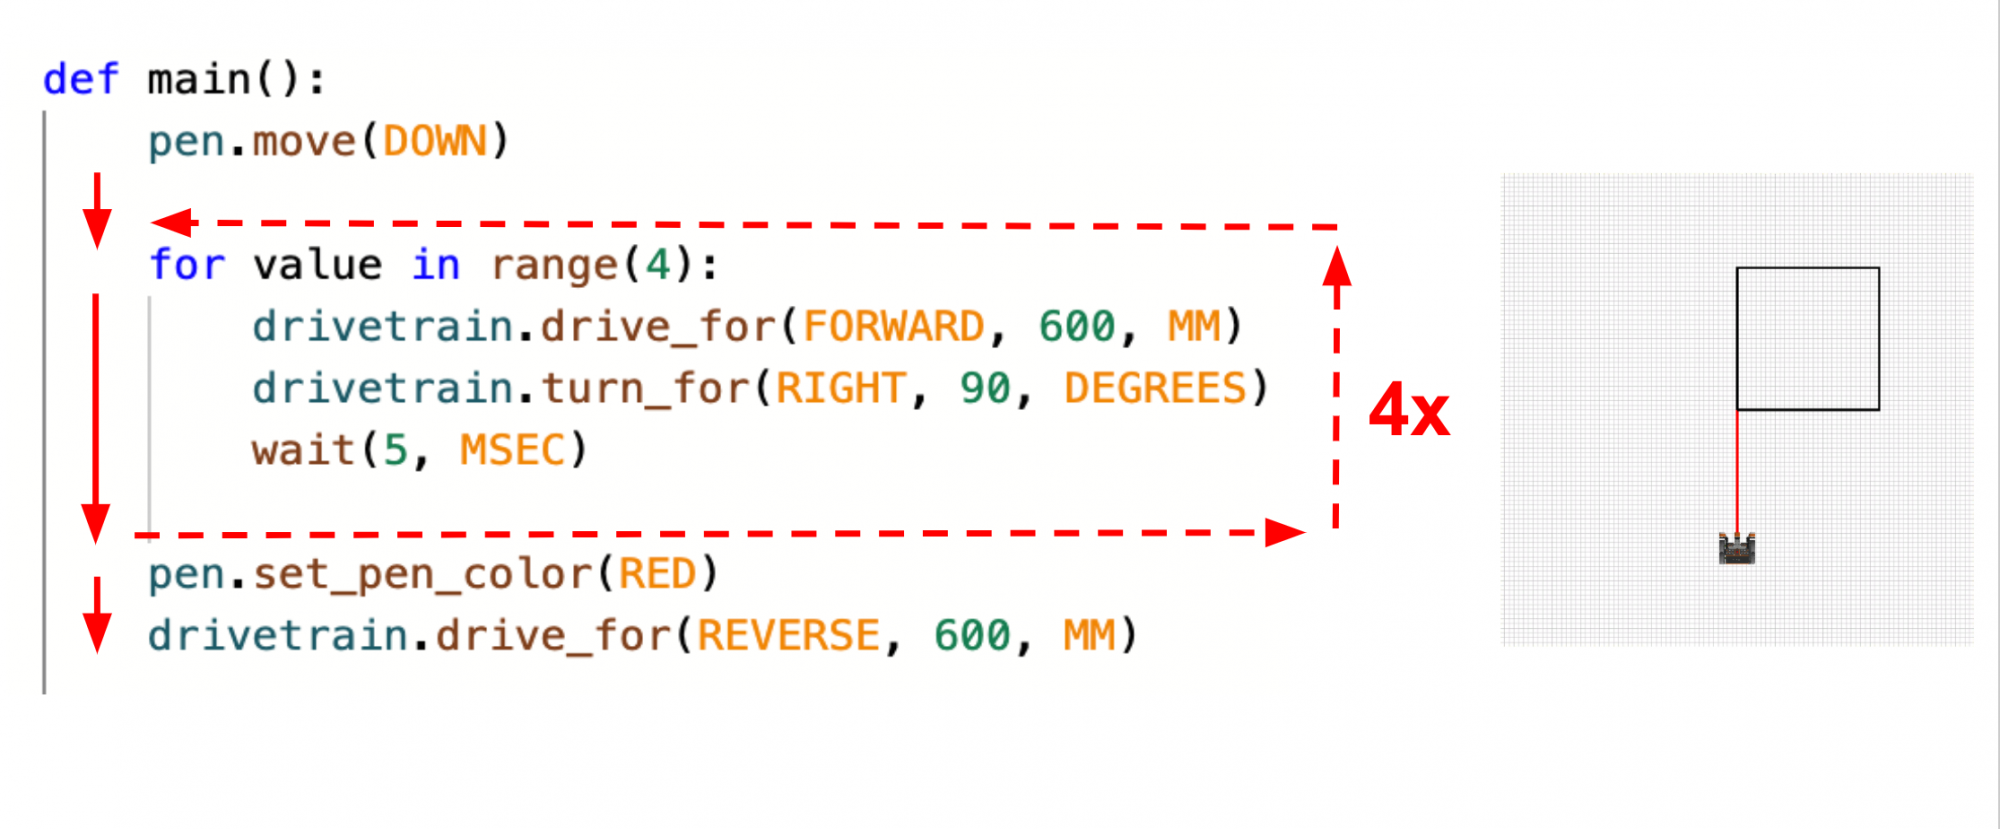 def main():
pen.move(DOWN)
for value in range(4):
drivetrain.drive_for(FORWARD, 600, MM)
drivetrain.turn_for(RIGHT, 90, DEGREES)
wait(5, MSEC)
4x
pen.set_pen_color(RED)
drivetrain.drive_for(REVERSE, 600, MM)